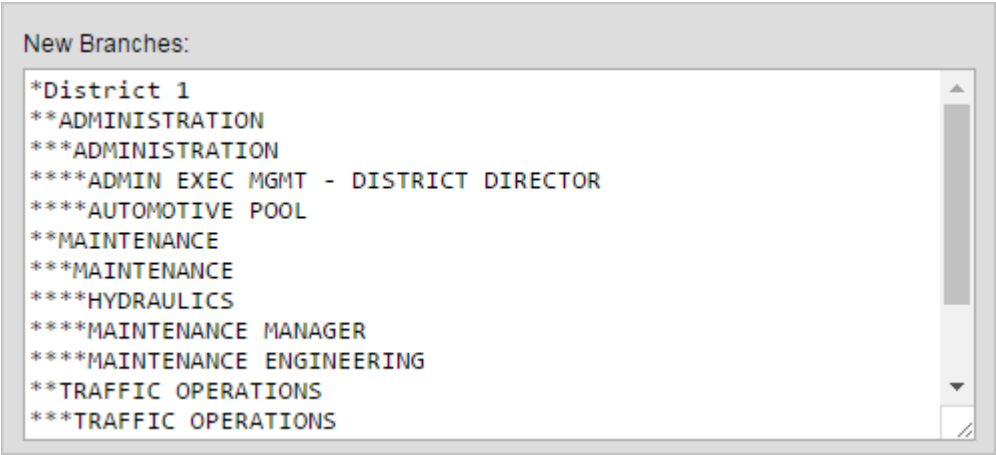 New Branches:
*District 1
**ADMINISTRATION
***ADMINISTRATION
****ADMIN EXEC MGMT - DISTRICT DIRECTOR
****AUTOMOTIVE POOL
**MAINTENANCE
***MAINTENANCE
****HYDRAULICS
****MAINTENANCE MANAGER
****MAINTENANCE ENGINEERING
**TRAFFIC OPERATIONS
***TRAFFIC OPERATIONS